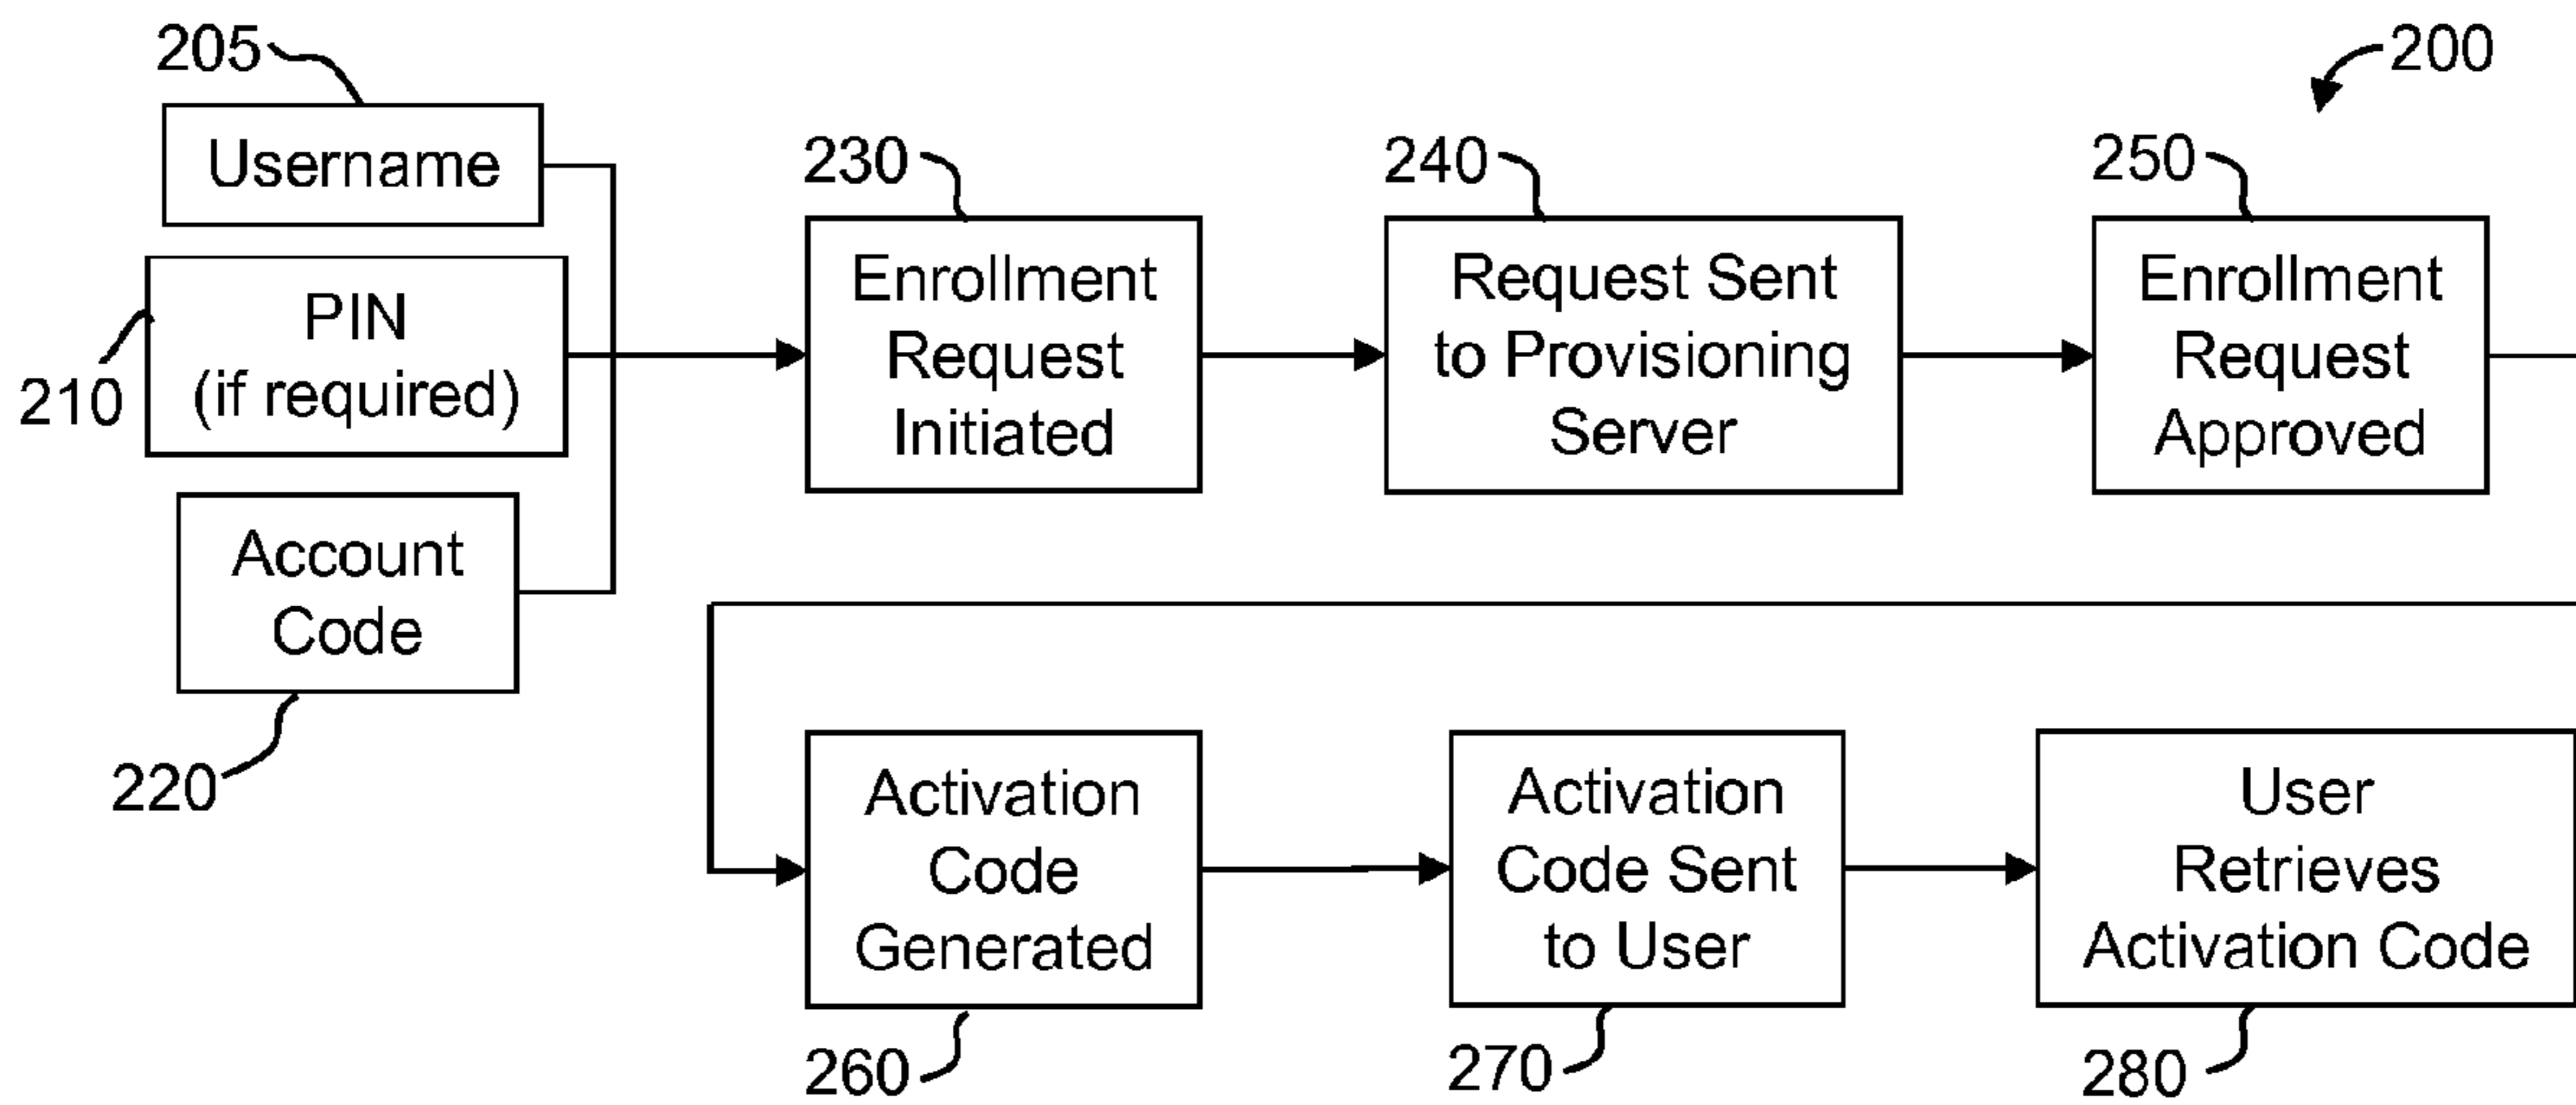 205
Username
PIN
(if required)
210
Account
Code
220
200
230
Enrollment
Request
Initiated
240
Request Sent
to Provisioning
Server
250
Enrollment
Request
Approved
Activation
Code
Generated
260
Activation
Code Sent
to User
270
User
Retrieves
Activation Code
280